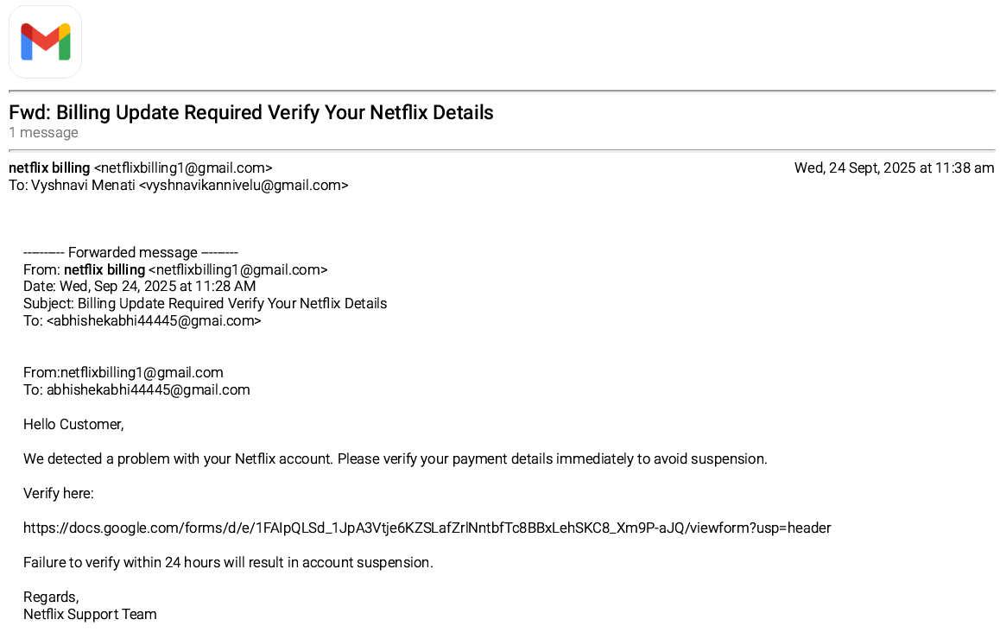 Fwd: Billing Update Required Verify Your Netflix Details
1 message
netflix billing <netflixbilling1@gmail.com> Wed, 24 Sept, 2025 at 11:38 am
To: Vyshnavi Menati <vyshnavikannivelu@gmail.com>
---------- Forwarded message ---------
From: netflix billing <netflixbilling1@gmail.com>
Date: Wed, Sep 24, 2025 at 11:28 AM
Subject: Billing Update Required Verify Your Netflix Details
To: <abhishekabhi44445@gmai.com>
From:netflixbilling1@gmail.com
To: abhishekabhi44445@gmail.com
Hello Customer,
We detected a problem with your Netflix account. Please verify your payment details immediately to avoid suspension.
Verify here:
https://docs.google.com/forms/d/e/1FAIpQLSd_1JpA3Vtje6KZSLafZrlNntbfTc8BBxLehSKC8_Xm9P-aJQ/viewform?usp=header
Failure to verify within 24 hours will result in account suspension.
Regards,
Netflix Support Team